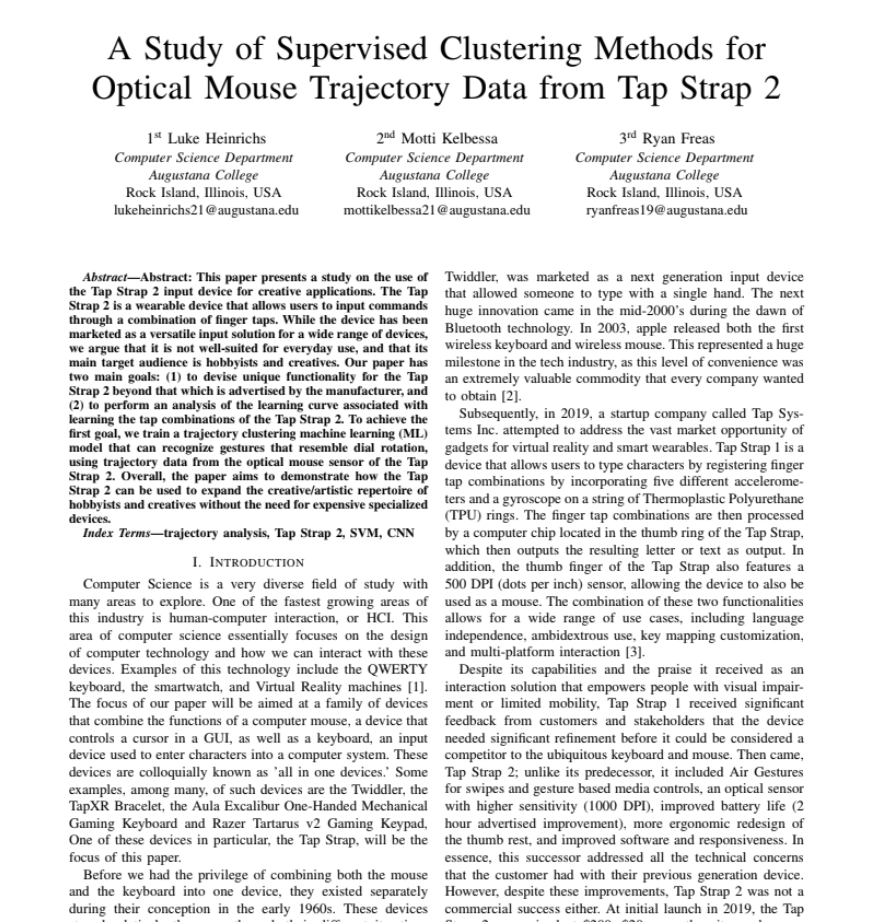 A Study of Supervised Clustering Methods for
Optical Mouse Trajectory Data from Tap Strap 2
1st Luke Heinrichs
Computer Science Department
Augustana College
Rock Island, Illinois, USA
lukeheinrichs21@augustana.edu
2nd Motti Kelbessa
Computer Science Department
Augustana College
Rock Island, Illinois, USA
mottikelbessa21@augustana.edu
3rd Ryan Freas
Computer Science Department
Augustana College
Rock Island, Illinois, USA
ryanfreas19@augustana.edu
Abstract—Abstract: This paper presents a study on the use of
the Tap Strap 2 input device for creative applications. The Tap
Strap 2 is a wearable device that allows users to input commands
through a combination of finger taps. While the device has been
marketed as a versatile input solution for a wide range of devices,
we argue that it is not well-suited for everyday use, and that its
main target audience is hobbyists and creatives. Our paper has
two main goals: (1) to devise unique functionality for the Tap
Strap 2 beyond that which is advertised by the manufacturer, and
(2) to perform an analysis of the learning curve associated with
learning the tap combinations of the Tap Strap 2. To achieve the
first goal, we train a trajectory clustering machine learning (ML)
model that can recognize gestures that resemble dial rotation,
using trajectory data from the optical mouse sensor of the Tap
Strap 2. Overall, the paper aims to demonstrate how the Tap
Strap 2 can be used to expand the creative/artistic repertoire of
hobbyists and creatives without the need for expensive specialized
devices.
Index Terms—trajectory analysis, Tap Strap 2, SVM, CNN
I. Introduction
Computer Science is a very diverse field of study with
many areas to explore. One of the fastest growing areas of
this industry is human-computer interaction, or HCI. This
area of computer science essentially focuses on the design
of computer technology and how we can interact with these
devices. Examples of this technology include the QWERTY
keyboard, the smartwatch, and Virtual Reality machines [1].
The focus of our paper will be aimed at a family of devices
that combine the functions of a computer mouse, a device that
controls a cursor in a GUI, as well as a keyboard, an input
device used to enter characters into a computer system. These
devices are colloquially known as 'all in one devices.' Some
examples, among many, of such devices are the Twiddler, the
TapXR Bracelet, the Aula Excalibur One-Handed Mechanical
Gaming Keyboard and Razer Tartarus v2 Gaming Keypad,
One of these devices in particular, the Tap Strap, will be the
focus of this paper.
Before we had the privilege of combining both the mouse
and the keyboard into one device, they existed separately
during their conception in the early 1960s. These devices
Twiddler, was marketed as a next generation input device
that allowed someone to type with a single hand. The next
huge innovation came in the mid-2000's during the dawn of
Bluetooth technology. In 2003, apple released both the first
wireless keyboard and wireless mouse. This represented a huge
milestone in the tech industry, as this level of convenience was
an extremely valuable commodity that every company wanted
to obtain [2].
Subsequently, in 2019, a startup company called Tap Sys-
tems Inc. attempted to address the vast market opportunity of
gadgets for virtual reality and smart wearables. Tap Strap 1 is a
device that allows users to type characters by registering finger
tap combinations by incorporating five different accelerome-
ters and a gyroscope on a string of Thermoplastic Polyurethane
(TPU) rings. The finger tap combinations are then processed
by a computer chip located in the thumb ring of the Tap Strap,
which then outputs the resulting letter or text as output. In
addition, the thumb finger of the Tap Strap also features a
500 DPI (dots per inch) sensor, allowing the device to also be
used as a mouse. The combination of these two functionalities
allows for a wide range of use cases, including language
independence, ambidextrous use, key mapping customization,
and multi-platform interaction [3].
Despite its capabilities and the praise it received as an
interaction solution that empowers people with visual impair-
ment or limited mobility, Tap Strap 1 received significant
feedback from customers and stakeholders that the device
needed significant refinement before it could be considered a
competitor to the ubiquitous keyboard and mouse. Then came,
Tap Strap 2; unlike its predecessor, it included Air Gestures
for swipes and gesture based media controls, an optical sensor
with higher sensitivity (1000 DPI), improved battery life (2
hour advertised improvement), more ergonomic redesign of
the thumb rest, and improved software and responsiveness. In
essence, this successor addressed all the technical concerns
that the customer had with their previous generation device.
However, despite these improvements, Tap Strap 2 was not a
commercial success either. At initial launch in 2019, the Tap